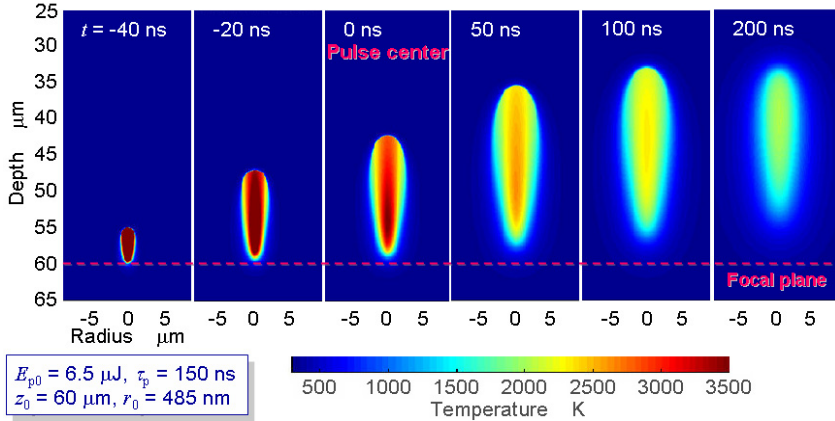 t = -40 ns
-20 ns
0 ns
50 ns
100 ns
200 ns
Pulse center
25
30
35
40
45
50
55
60
65
Depth µm
Focal plane
-5 0 5 -5 0 5 -5 0 5 -5 0 5 -5 0 5 -5 0 5
Radius µm
Ep0 = 6.5 µJ, τp = 150 ns
z0 = 60 µm, r0 = 485 nm
500 1000 1500 2000 2500 3000 3500
Temperature K